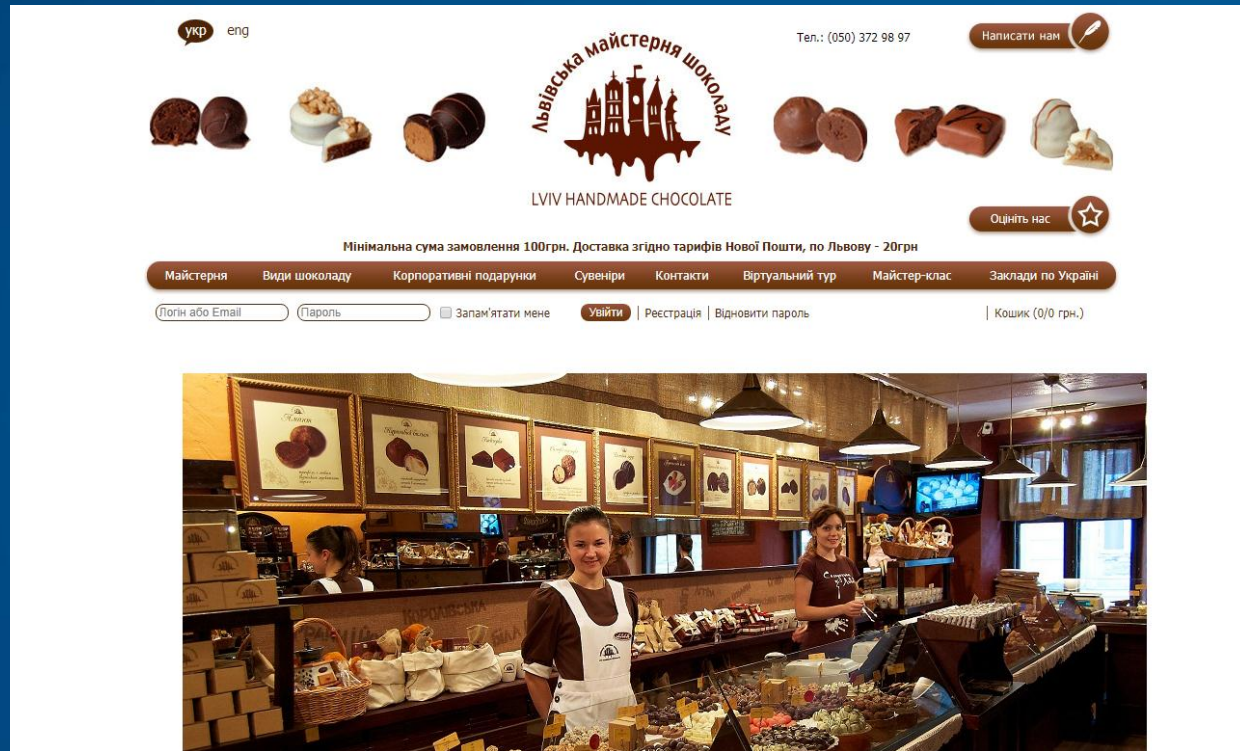 укр eng
Тел.: (050) 372 98 97
Написати нам
Львівська майстерня шоколаду
LVIV HANDMADE CHOCOLATE
Оцініть нас
Мінімальна сума замовлення 100грн. Доставка згідно тарифів Нової Пошти, по Львову - 20грн
Майстерня Види шоколаду Корпоративні подарунки Сувеніри Контакти Віртуальний тур Майстер-клас Заклади по Україні
Логін або Email Пароль Запам'ятати мене Увійти | Реєстрація | Відновити пароль | Кошик (0/0 грн.)
КОРОЛІВСЬКА